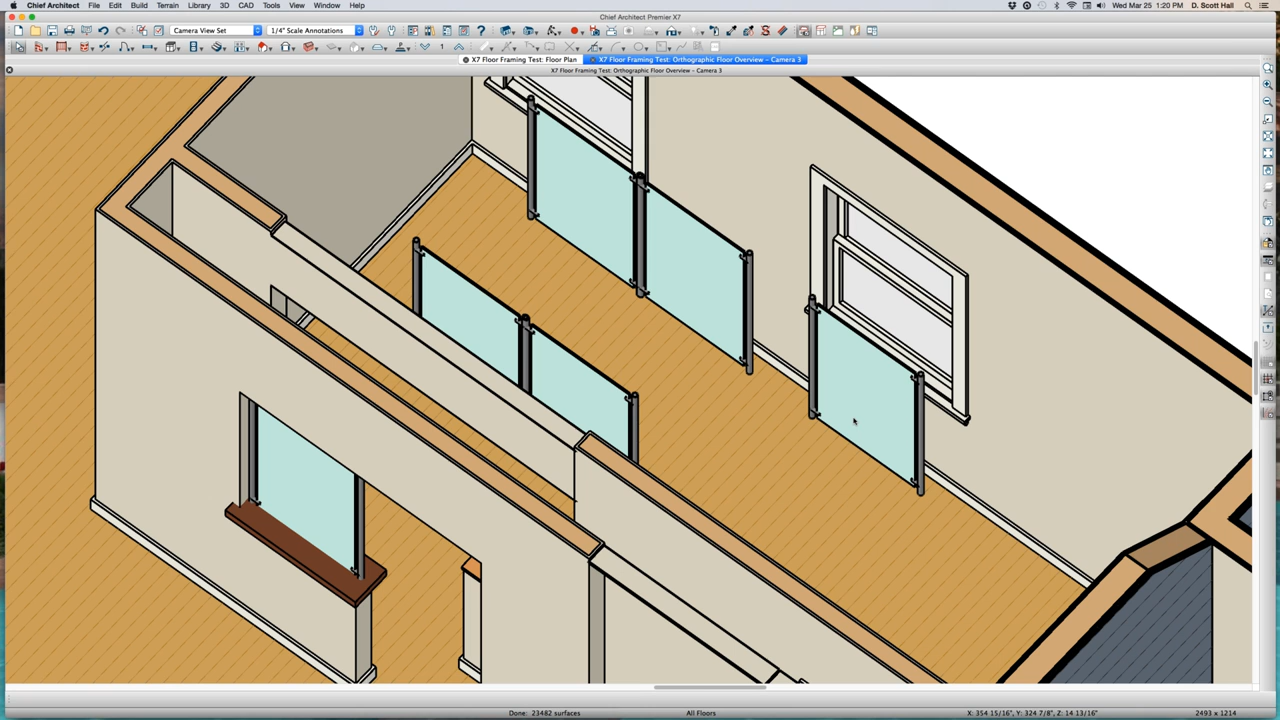 Chief Architect File Edit Build Terrain Library 3D CAD Tools View Window Help Wed Mar 25 1:20 PM D. Scott Hall
Chief Architect Premier X7
Camera View Set 1/4" Scale Annotations
1
X7 Floor Framing Test: Floor Plan X7 Floor Framing Test: Orthographic Floor Overview - Camera 3
X7 Floor Framing Test: Orthographic Floor Overview - Camera 3
Done: 23482 surfaces All Floors X: 354 15/16", Y: 324 7/8", Z: 14 13/16" 2493 x 1214